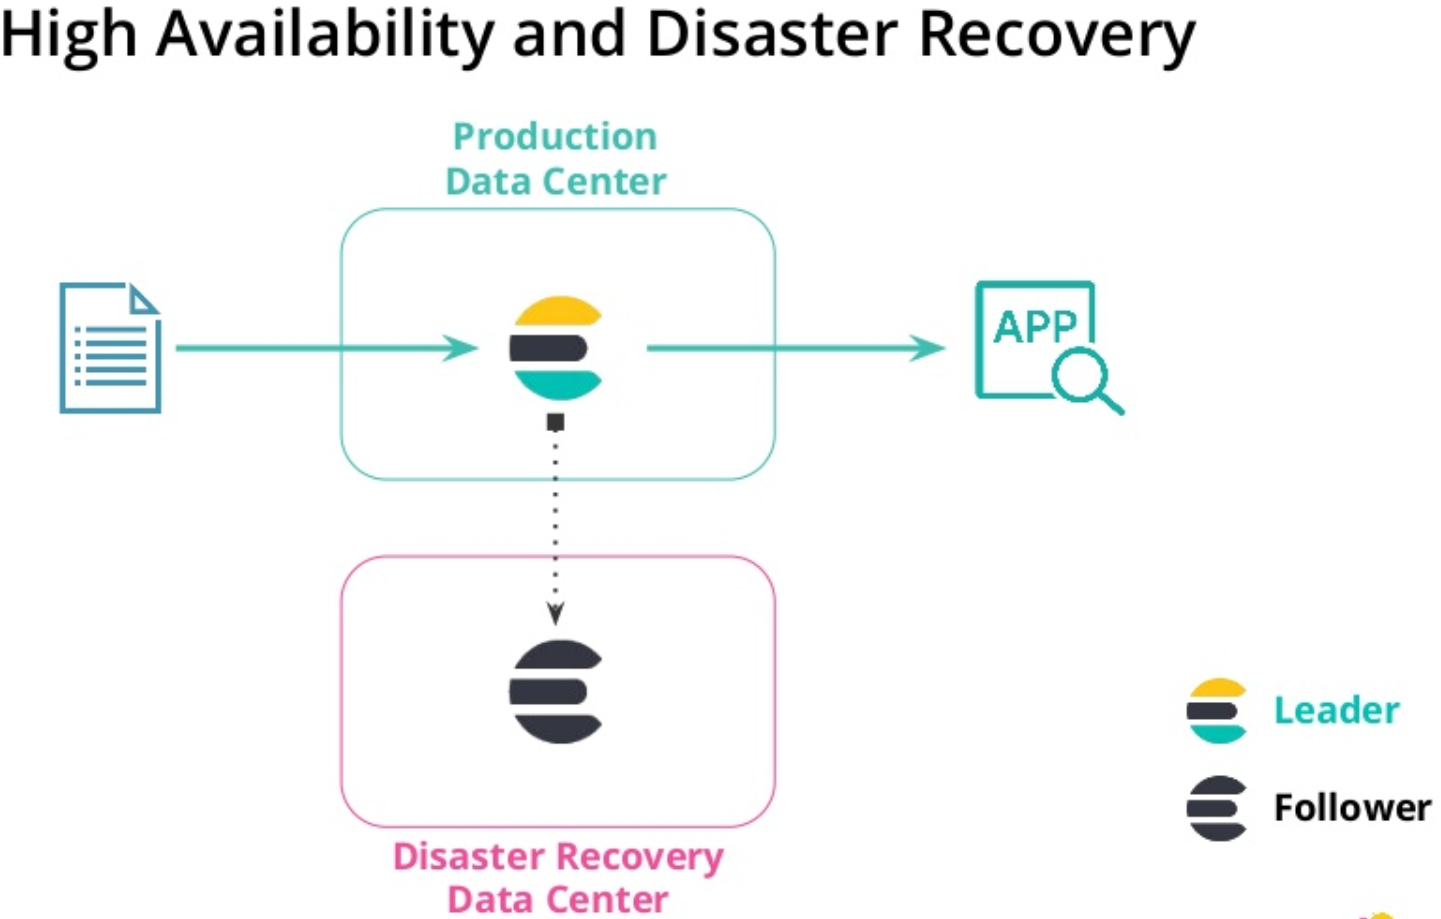 High Availability and Disaster Recovery
Production
Data Center
APP
Leader
Follower
Disaster Recovery
Data Center